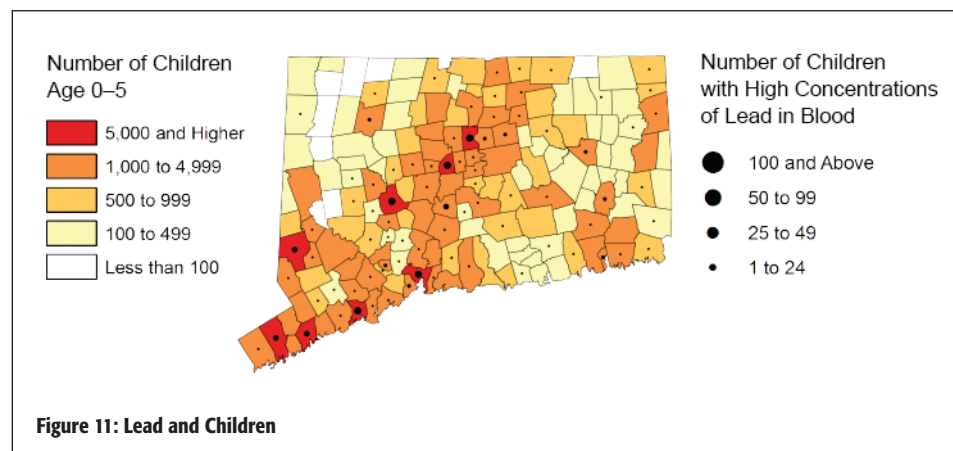 Number of Children
Age 0–5
5,000 and Higher
1,000 to 4,999
500 to 999
100 to 499
Less than 100
Number of Children
with High Concentrations
of Lead in Blood
100 and Above
50 to 99
25 to 49
1 to 24
Figure 11: Lead and Children